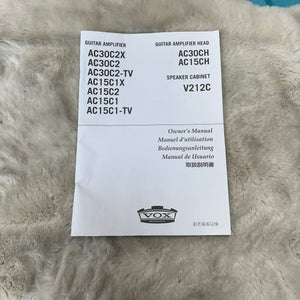 GUITAR AMPLIFIER
AC30C2X
AC30C2
AC30C2-TV
AC15C1X
AC15C2
AC15C1
AC15C1-TV
GUITAR AMPLIFIER HEAD
AC30CH
AC15CH
SPEAKER CABINET
V212C
Owner's Manual
Manuel d'utilisation
Bedienungsanleitung
Manual de Usuario
取扱説明書
VOX